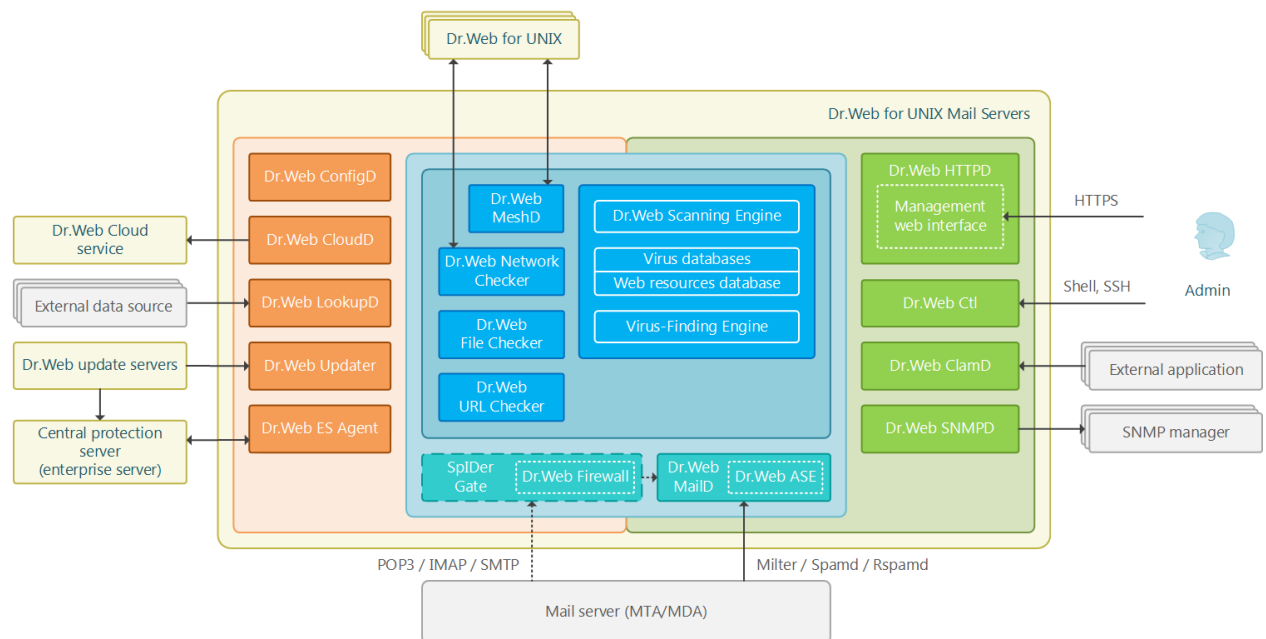 Dr.Web for UNIX
Dr.Web for UNIX Mail Servers
Dr.Web ConfigD
Dr.Web CloudD
Dr.Web LookupD
Dr.Web Updater
Dr.Web ES Agent
Dr.Web Cloud
service
External data source
Dr.Web update servers
Central protection
server
(enterprise server)
Dr.Web
MeshD
Dr.Web Network
Checker
Dr.Web
File Checker
Dr.Web
URL Checker
Dr.Web Scanning Engine
Virus databases
Web resources database
Virus-Finding Engine
SpIDer
Gate
Dr.Web Firewall
Dr.Web
MailD
Dr.Web ASE
Dr.Web HTTPD
Management
web interface
Dr.Web Ctl
Dr.Web ClamD
Dr.Web SNMPD
HTTPS
Shell, SSH
Admin
External application
SNMP manager
POP3 / IMAP / SMTP
Milter / Spamd / Rspamd
Mail server (MTA/MDA)